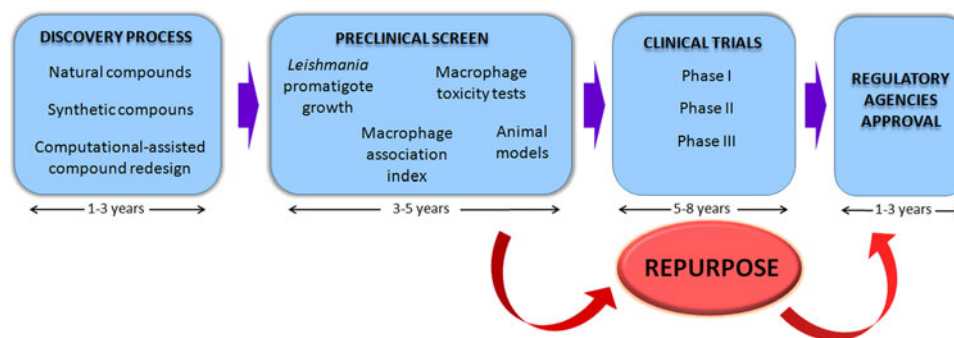 DISCOVERY PROCESS
Natural compounds
Synthetic compouns
Computational-assisted
compound redesign
1-3 years
PRECLINICAL SCREEN
Leishmania
promatigote
growth
Macrophage
toxicity tests
Macrophage
association
index
Animal
models
3-5 years
CLINICAL TRIALS
Phase I
Phase II
Phase III
5-8 years
REGULATORY
AGENCIES
APPROVAL
1-3 years
REPURPOSE